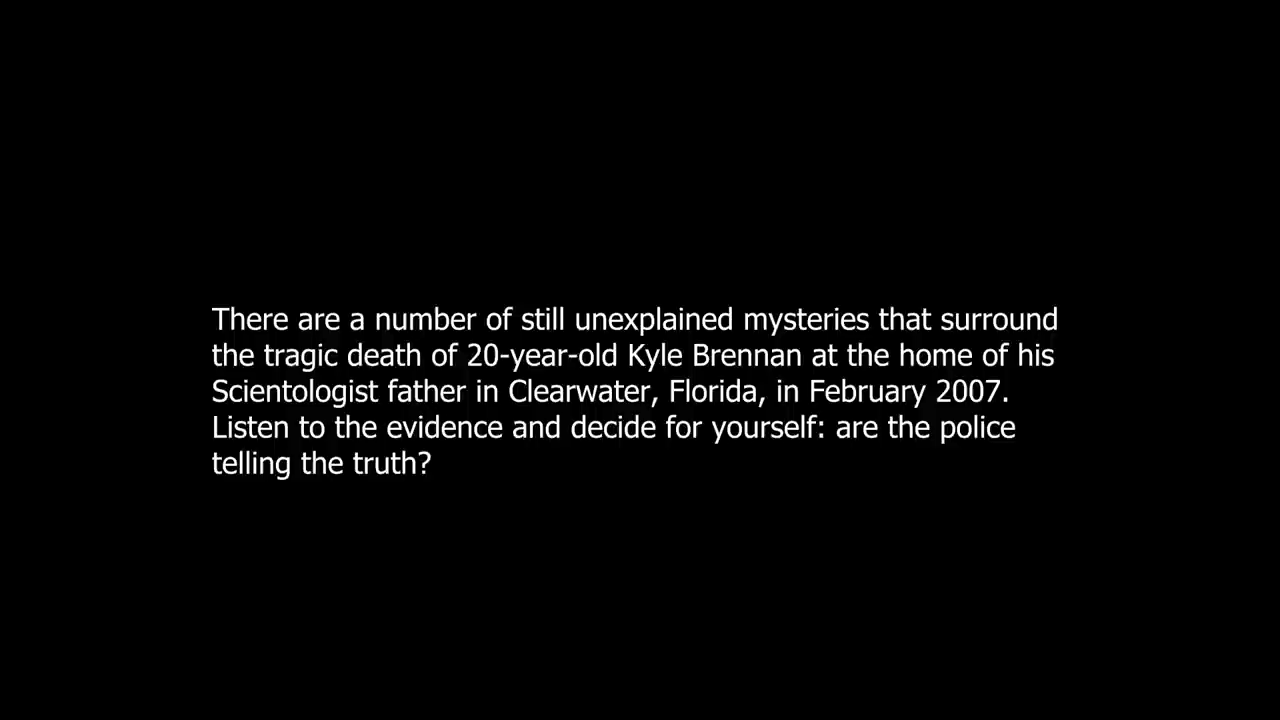 There are a number of still unexplained mysteries that surround
the tragic death of 20-year-old Kyle Brennan at the home of his
Scientologist father in Clearwater, Florida, in February 2007.
Listen to the evidence and decide for yourself: are the police
telling the truth?